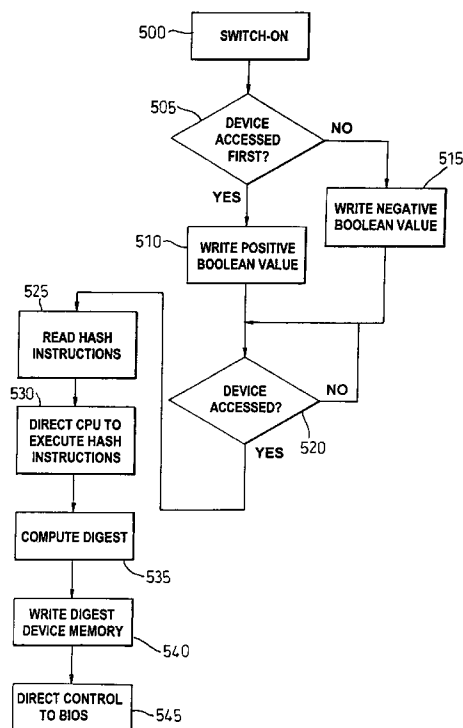 500
SWITCH-ON
505
DEVICE
ACCESSED
FIRST?
NO
YES
515
WRITE NEGATIVE
BOOLEAN VALUE
510
WRITE POSITIVE
BOOLEAN VALUE
525
READ HASH
INSTRUCTIONS
DEVICE
ACCESSED?
NO
520
YES
530
DIRECT CPU TO
EXECUTE HASH
INSTRUCTIONS
COMPUTE DIGEST
535
WRITE DIGEST
DEVICE MEMORY
540
DIRECT CONTROL
TO BIOS
545